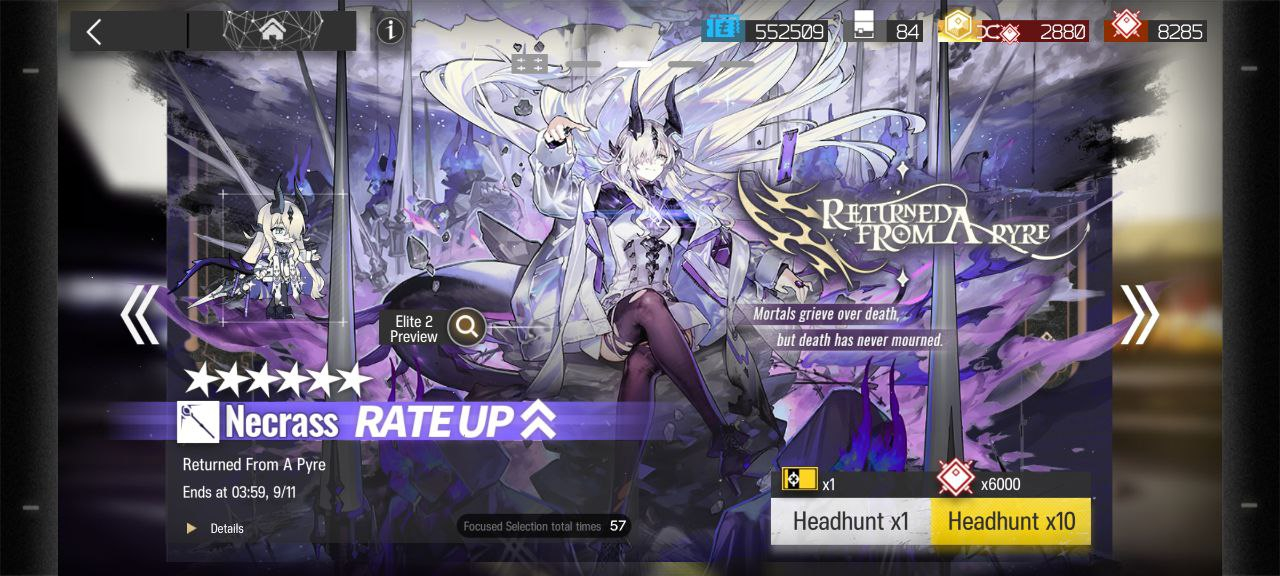 552509
84
2880
8285
RETURNED
FROM A PYRE
Mortals grieve over death,
but death has never mourned.
Elite 2
Preview
Necrass RATE UP
Returned From A Pyre
Ends at 03:59, 9/11
Details
Focused Selection total times 57
x1
x6000
Headhunt x1
Headhunt x10